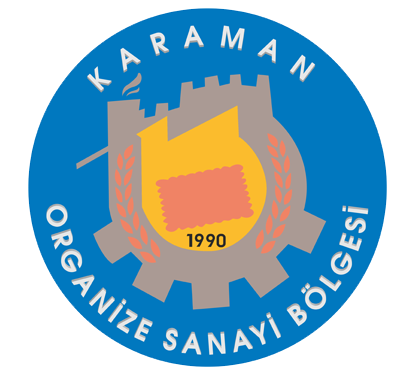 KARAMAN
1990
ORGANİZE SANAYİ BÖLGESİ